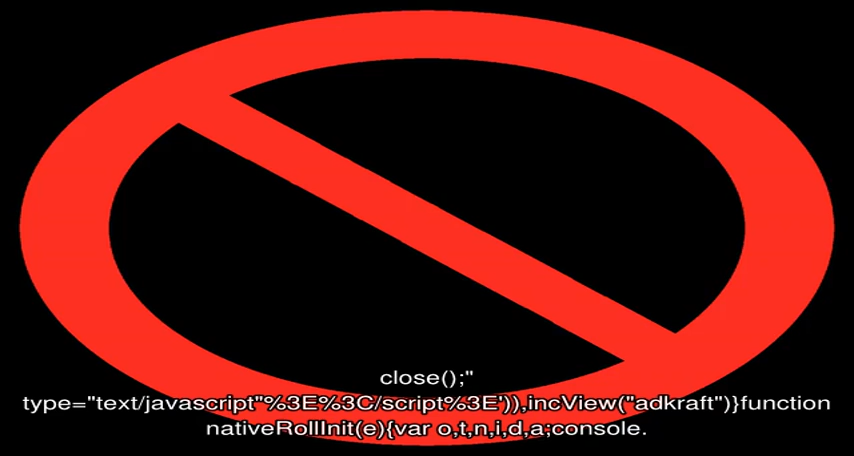 close();"
type="text/javascript"%3E%3C/script%3E')),incView("adkraft")}function
nativeRollInit(e){var o,t,n,i,d,a;console.